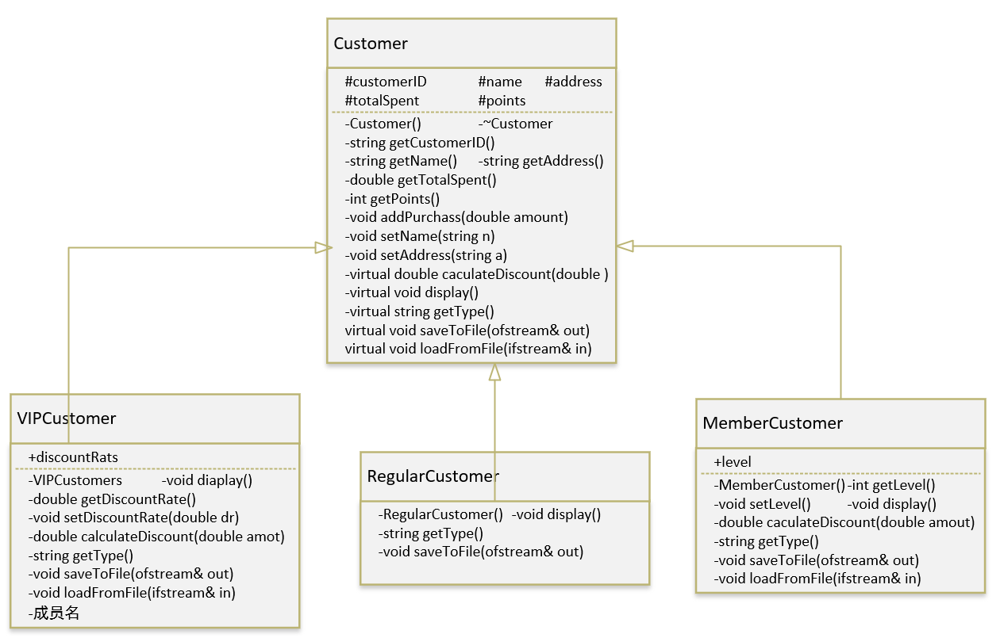 Customer
#customerID #name #address
#totalSpent #points
-Customer() -~Customer
-string getCustomerID()
-string getName() -string getAddress()
-double getTotalSpent()
-int getPoints()
-void addPurchass(double amount)
-void setName(string n)
-void setAddress(string a)
-virtual double caculateDiscount(double )
-virtual void display()
-virtual string getType()
virtual void saveToFile(ofstream& out)
virtual void loadFromFile(ifstream& in)
VIPCustomer
+discountRats
-VIPCustomers -void diaplay()
-double getDiscountRate()
-void setDiscountRate(double dr)
-double calculateDiscount(double amot)
-string getType()
-void saveToFile(ofstream& out)
-void loadFromFile(ifstream& in)
-成员名
RegularCustomer
-RegularCustomer() -void display()
-string getType()
-void saveToFile(ofstream& out)
MemberCustomer
+level
-MemberCustomer() -int getLevel()
-void setLevel() -void display()
-double caculateDiscount(double amout)
-string getType()
-void saveToFile(ofstream& out)
-void loadFromFile(ifstream& in)